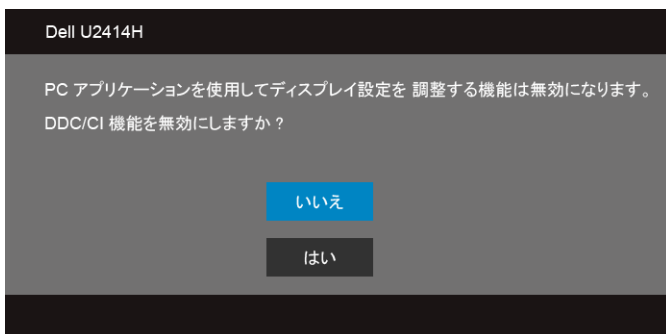 Dell U2414H
PC アプリケーションを使用してディスプレイ設定を 調整する機能は無効になります。
DDC/CI 機能を無効にしますか?
いいえ
はい